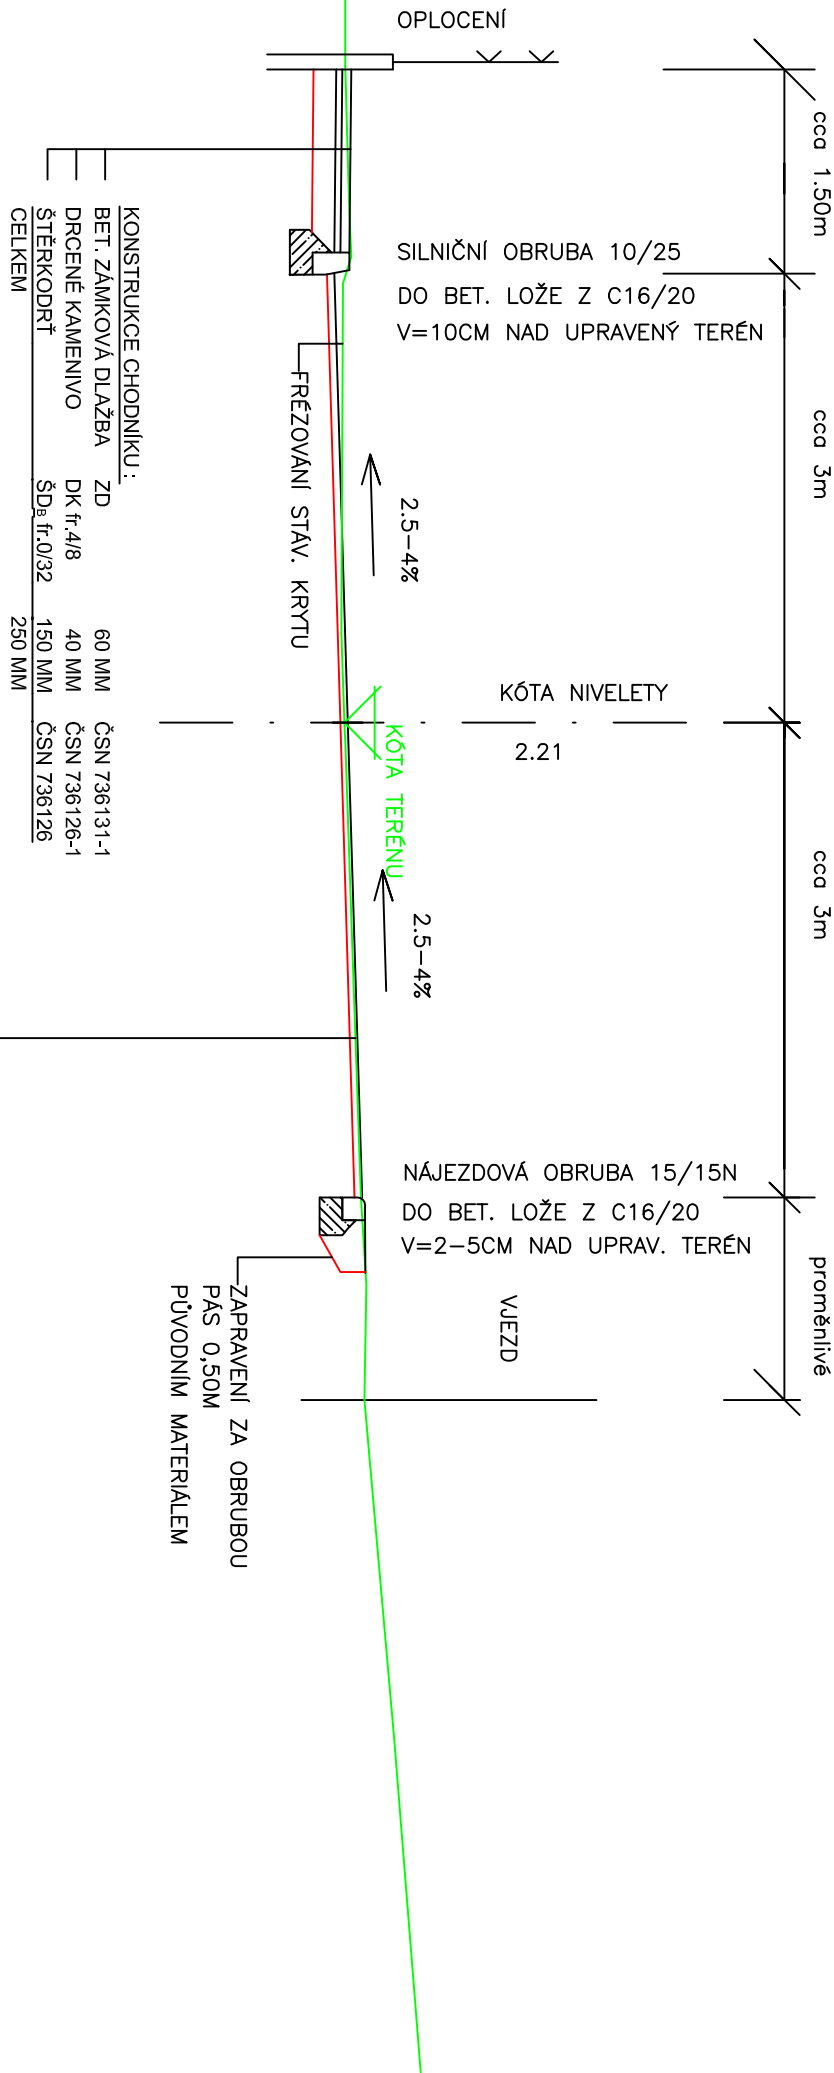 OPLOCENÍ
cca 1.50m
SILNIČNÍ OBRUBA 10/25
DO BET. LOŽE Z C16/20
V=10CM NAD UPRAVENÝ TERÉN
cca 3m
FRÉZOVÁNÍ STÁV. KRYTU
2.5-4%
KONSTRUKCE CHODNÍKU :
BET. ZÁMKOVÁ DLAŽBA ZD 60 MM ČSN 736131-1
DRCENÉ KAMENIVO DK fr.4/8 40 MM ČSN 736126-1
ŠTĚRKODRŤ ŠDB fr.0/32 150 MM ČSN 736126
CELKEM 250 MM
KÓTA NIVELETY
2.21
KÓTA TERÉNU
cca 3m
2.5-4%
NÁJEZDOVÁ OBRUBA 15/15N
DO BET. LOŽE Z C16/20
V=2-5CM NAD UPRAV. TERÉN
proměnlivé
VJEZD
ZAPRAVENÍ ZA OBRUBOU
PÁS 0,50M
PŮVODNÍM MATERIÁLEM